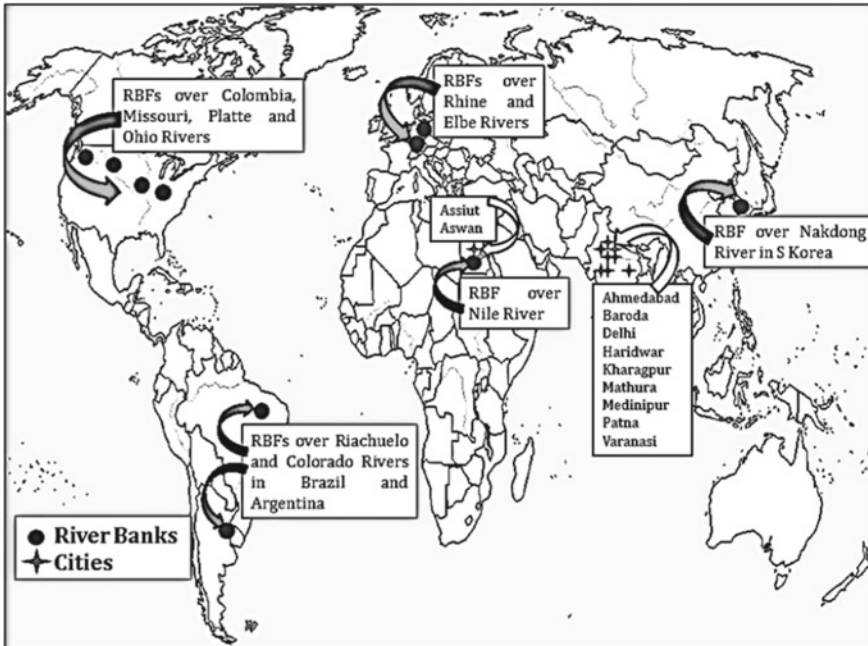 RBFs over Colombia,
Missouri, Platte and
Ohio Rivers
RBFs over
Rhine and
Elbe Rivers
Assiut
Aswan
RBF over
Nile River
RBF over Nakdong
River in S Korea
Ahmedabad
Baroda
Delhi
Haridwar
Kharagpur
Mathura
Medinipur
Patna
Varanasi
RBFs over Riachuelo
and Colorado Rivers
in Brazil and
Argentina
River Banks
Cities